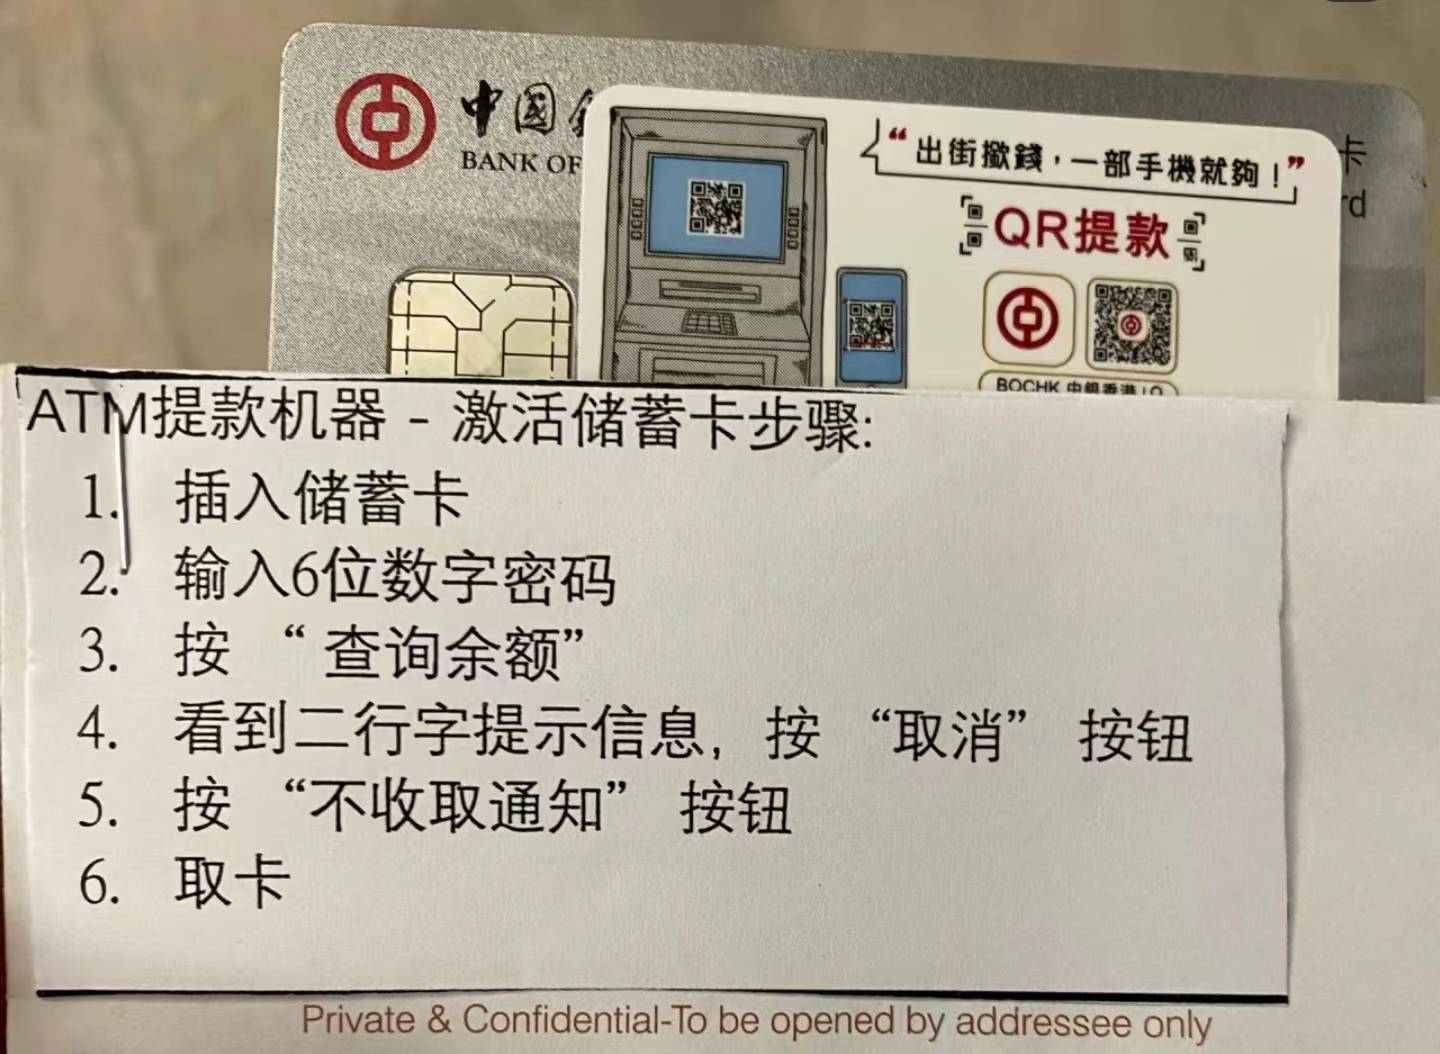 中国
BANK OF
卡
rd
“出街撳錢，一部手機就夠！”
QR提款
BOCHK 中銀香港
ATM提款机器 - 激活储蓄卡步骤:
1. 插入储蓄卡
2. 输入6位数字密码
3. 按 “查询余额”
4. 看到二行字提示信息，按 “取消” 按钮
5. 按 “不收取通知” 按钮
6. 取卡
Private & Confidential-To be opened by addressee only